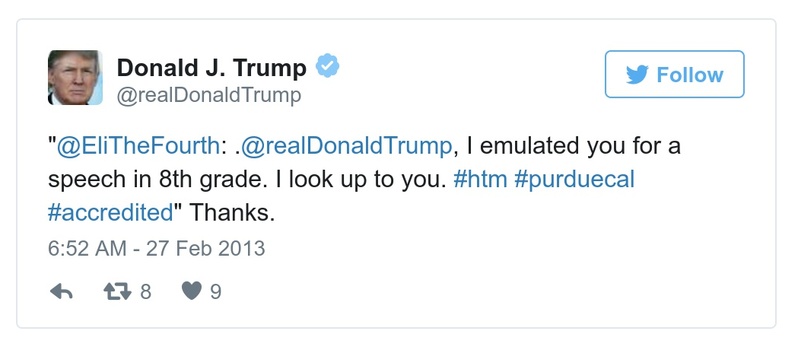 Donald J. Trump
@realDonaldTrump
Follow
"@EliTheFourth: .@realDonaldTrump, I emulated you for a
speech in 8th grade. I look up to you. #htm #purduecal
#accredited" Thanks.
6:52 AM - 27 Feb 2013
8 9